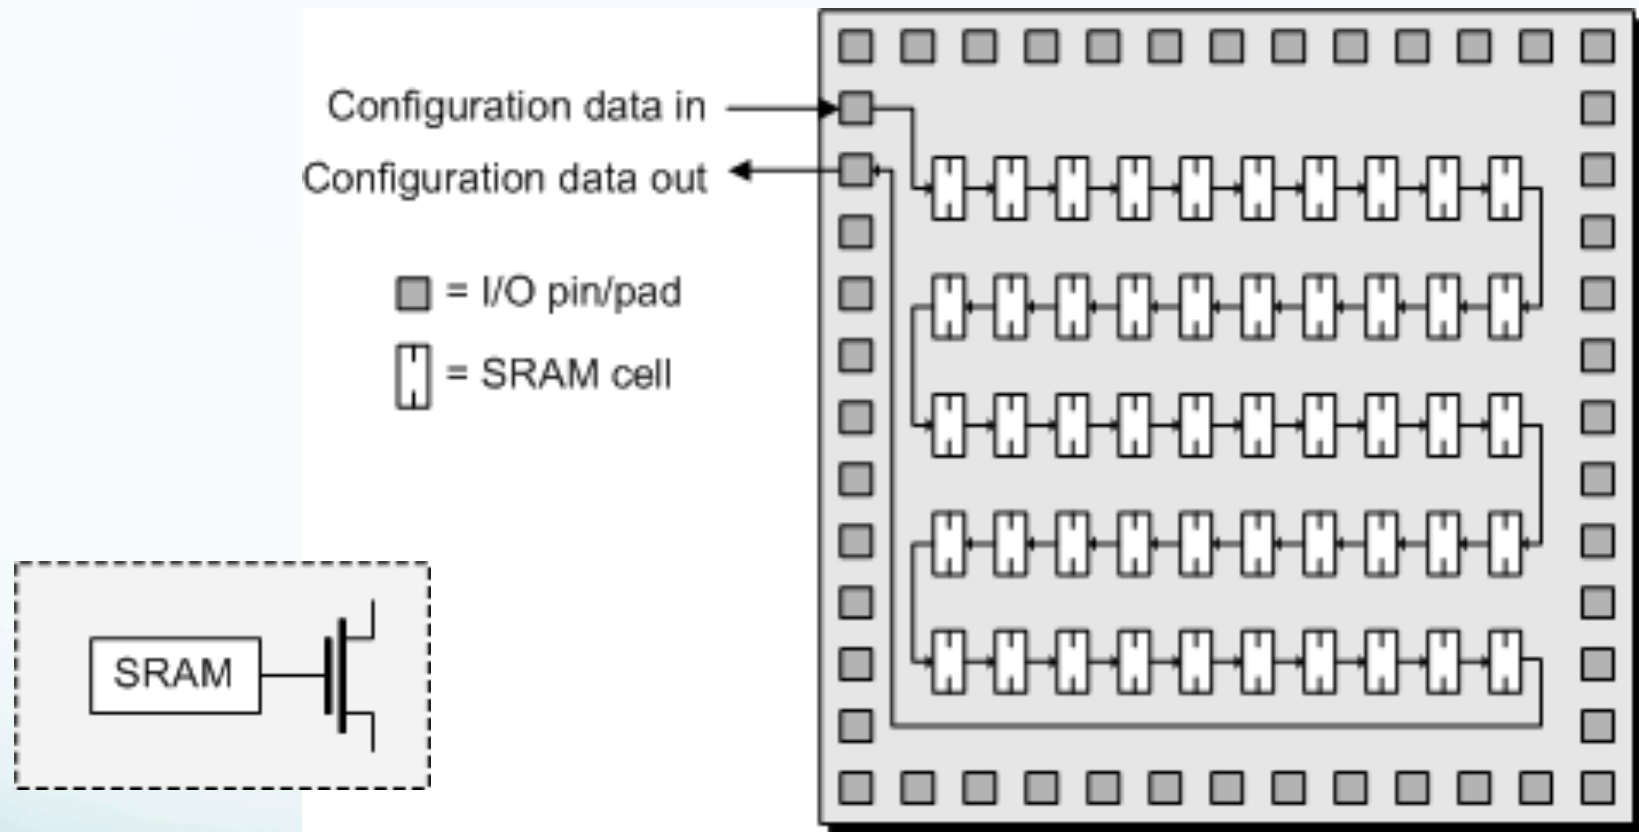 Configuration data in
Configuration data out
= I/O pin/pad
= SRAM cell
SRAM